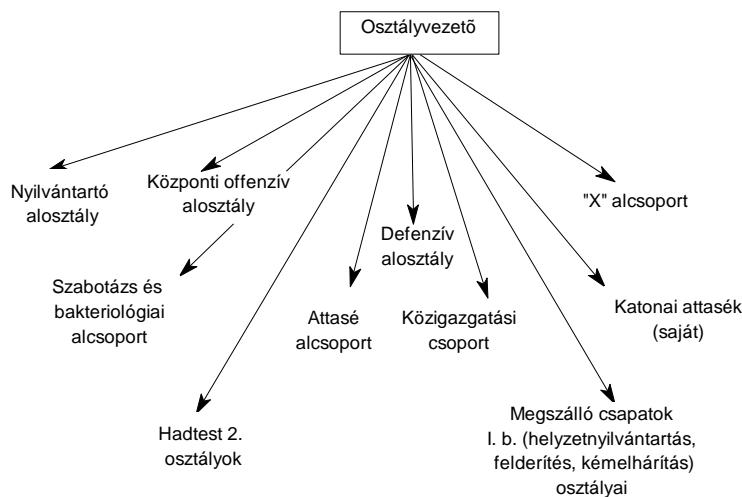 Osztályvezetõ
Nyilvántartó
alosztály
Központi offenzív
alosztály
"X" alcsoport
Defenzív
alosztály
Szabotázs és
bakteriológiai
alcsoport
Attasé
alcsoport
Közigazgatási
csoport
Katonai attasék
(saját)
Hadtest 2.
osztályok
Megszálló csapatok
I. b. (helyzetnyilvántartás,
felderítés, kémelhárítás)
osztályai